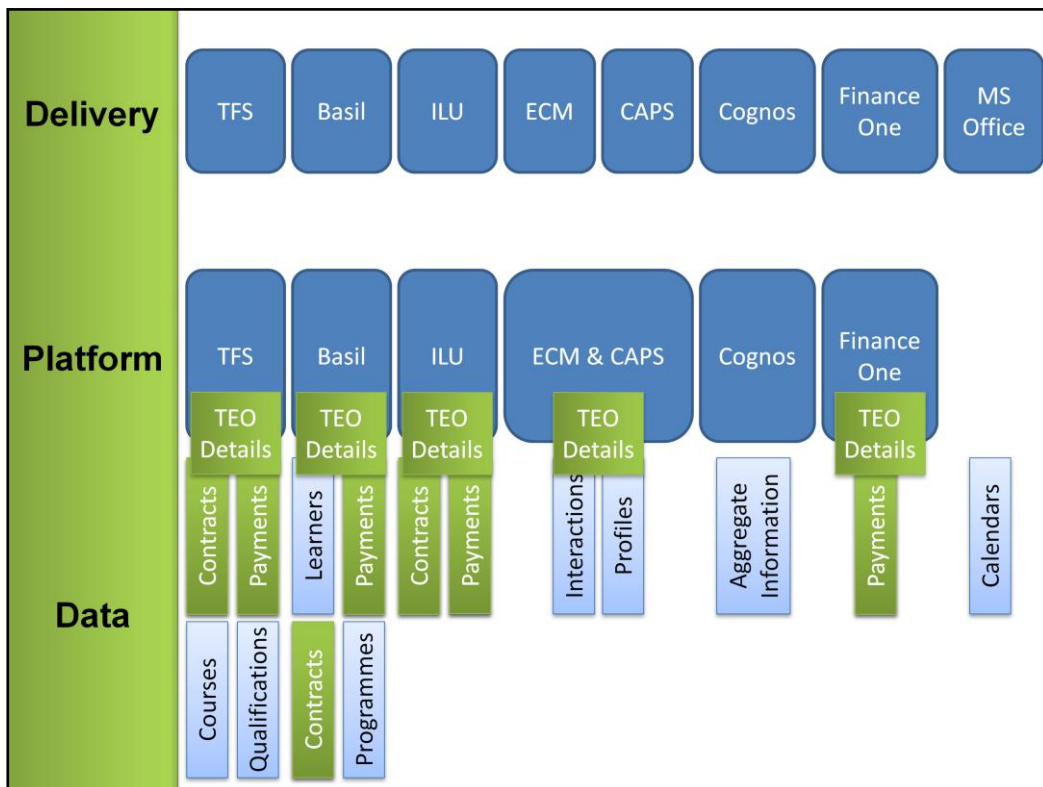 Delivery
TFS
Basil
ILU
ECM
CAPS
Cognos
Finance
One
MS
Office
Platform
TFS
Basil
ILU
ECM & CAPS
Cognos
Finance
One
TEO
Details
TEO
Details
TEO
Details
TEO
Details
TEO
Details
Data
Contracts
Payments
Learners
Payments
Contracts
Payments
Interactions
Profiles
Aggregate
Information
Payments
Calendars
Courses
Qualifications
Contracts
Programmes